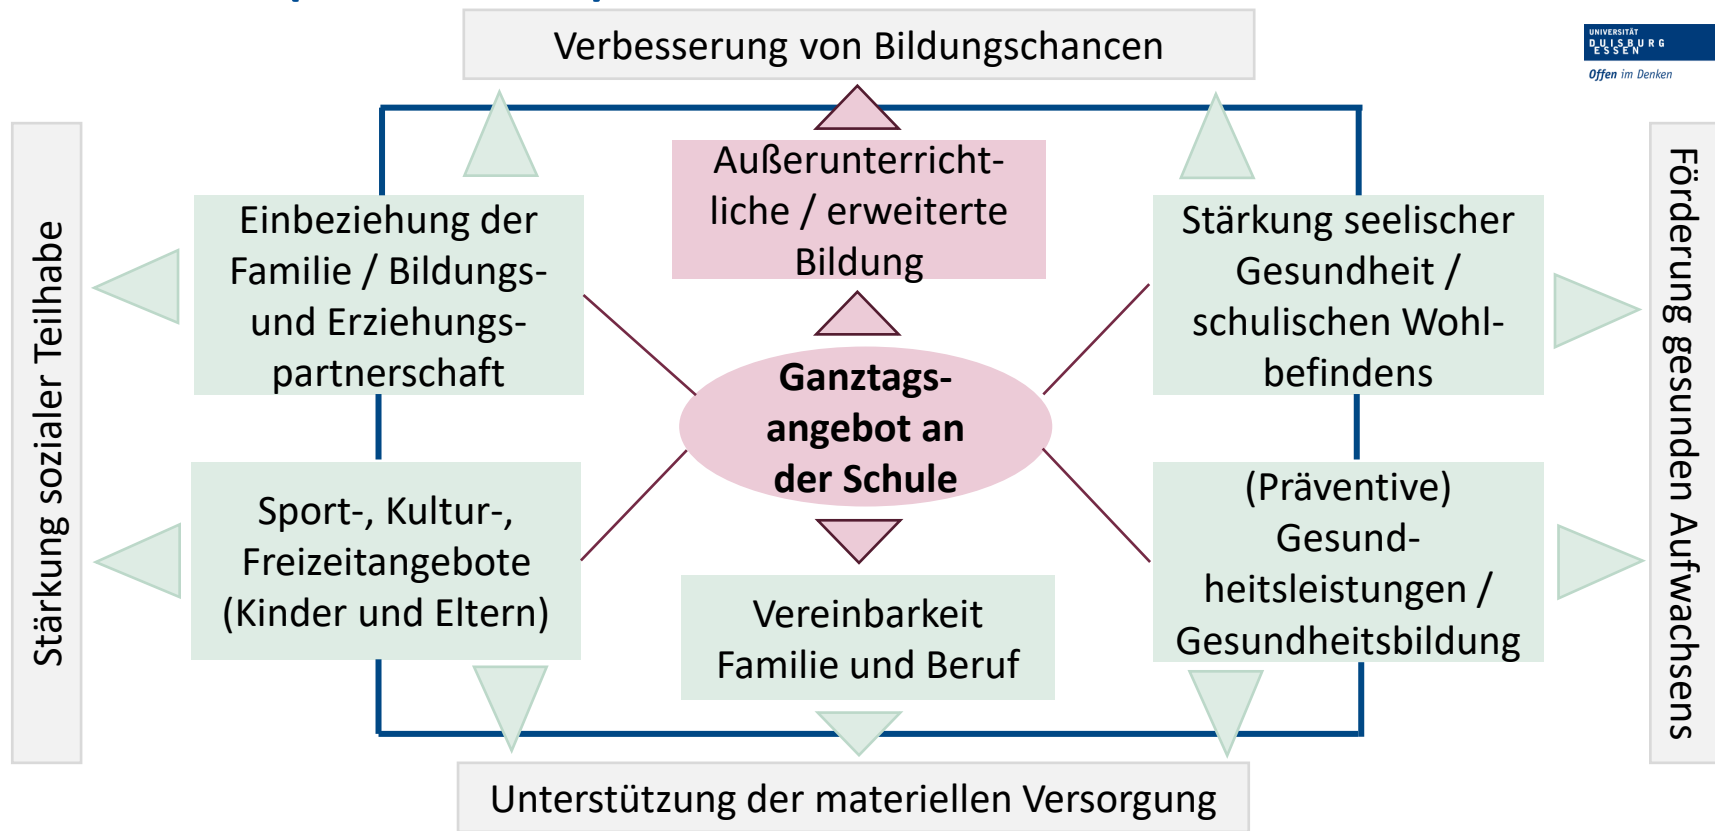 Verbesserung von Bildungschancen
UNIVERSITÄT
DUISBURG
ESSEN
Offen im Denken
Stärkung sozialer Teilhabe
Einbeziehung der
Familie / Bildungs-
und Erziehungs-
partnerschaft
Außerunterricht-
liche / erweiterte
Bildung
Stärkung seelischer
Gesundheit /
schulischen Wohl-
befindens
Förderung gesunden Aufwachsens
Ganztags-
angebot an
der Schule
Sport-, Kultur-,
Freizeitangebote
(Kinder und Eltern)
Vereinbarkeit
Familie und Beruf
(Präventive)
Gesund-
heitsleistungen /
Gesundheitsbildung
Unterstützung der materiellen Versorgung